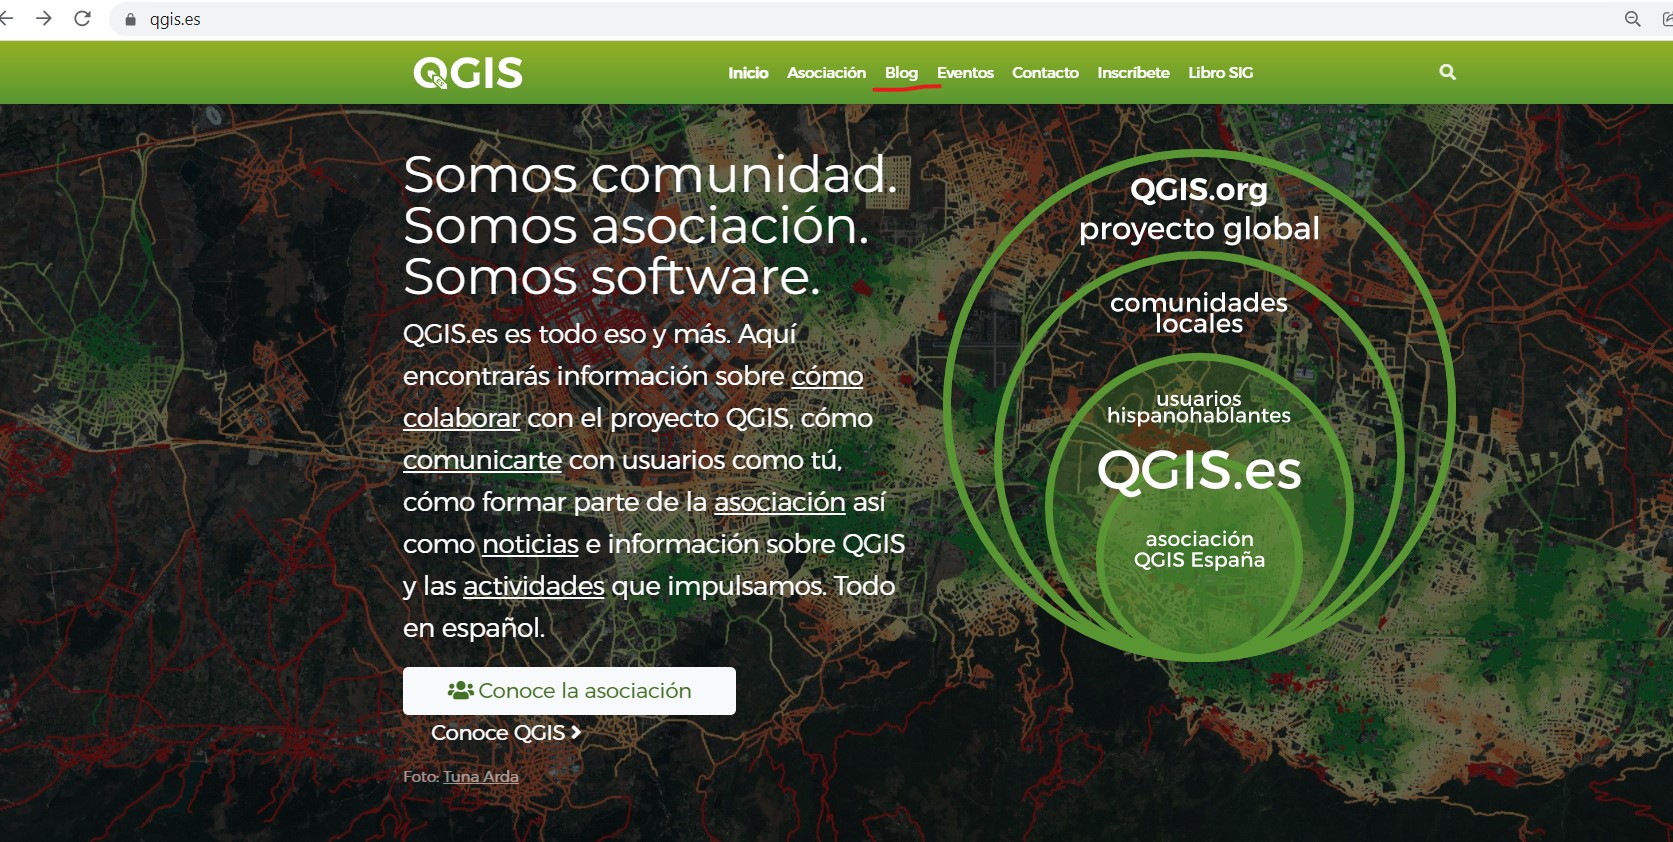 qgis.es
QGIS
Inicio Asociación Blog Eventos Contacto Inscríbete Libro SIG
Somos comunidad.
Somos asociación.
Somos software.
QGIS.es es todo eso y más. Aquí
encontrarás información sobre cómo
colaborar con el proyecto QGIS, cómo
comunicarte con usuarios como tú,
cómo formar parte de la asociación así
como noticias e información sobre QGIS
y las actividades que impulsamos. Todo
en español.
Conoce la asociación
Conoce QGIS
Foto: Tuna Arda
QGIS.org
proyecto global
comunidades
locales
usuarios
hispanohablantes
QGIS.es
asociación
QGIS España